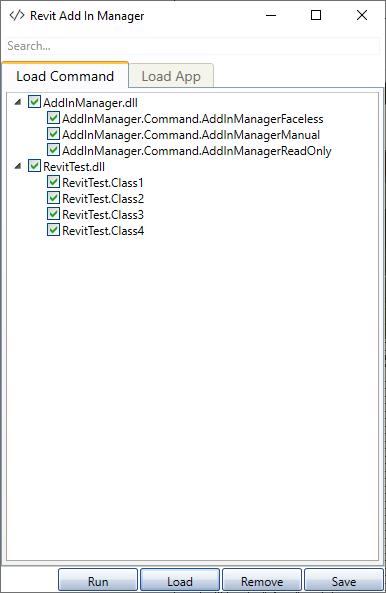 </> Revit Add In Manager
Search...
Load Command Load App
AddInManager.dll
AddInManager.Command.AddInManagerFaceless
AddInManager.Command.AddInManagerManual
AddInManager.Command.AddInManagerReadOnly
RevitTest.dll
RevitTest.Class1
RevitTest.Class2
RevitTest.Class3
RevitTest.Class4
Run Load Remove Save